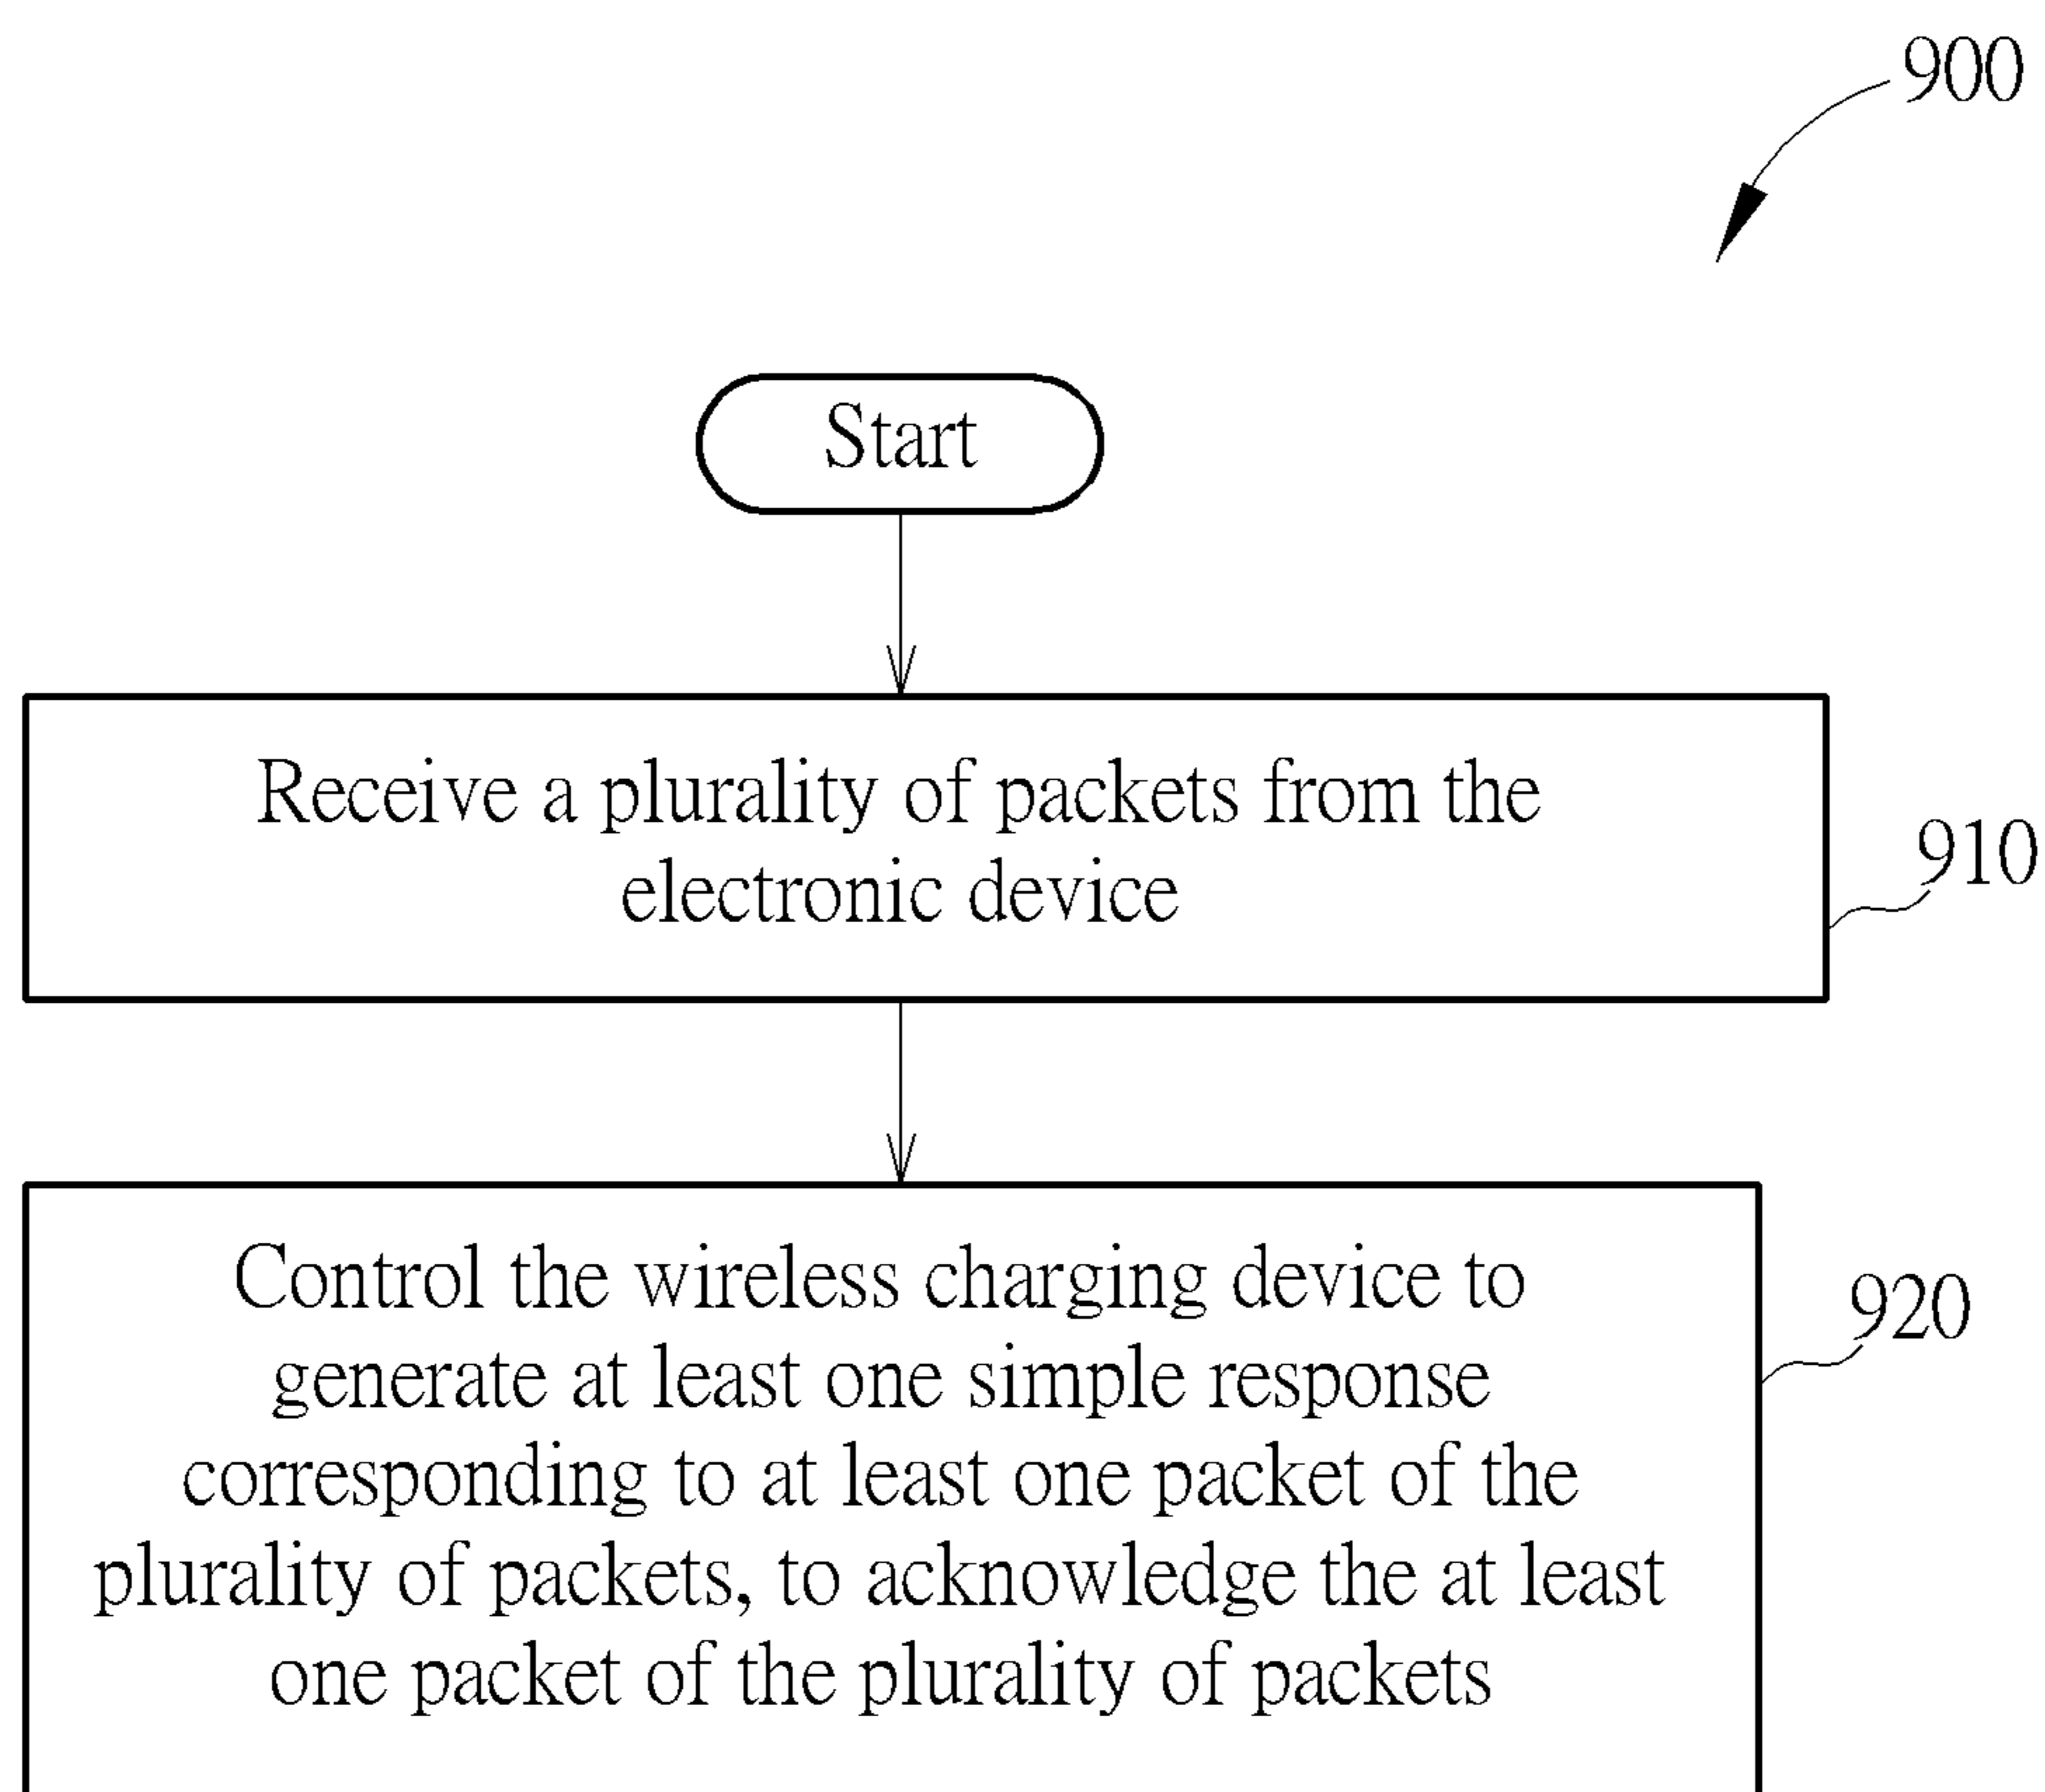 900
Start
Receive a plurality of packets from the
electronic device
910
Control the wireless charging device to
generate at least one simple response
corresponding to at least one packet of the
plurality of packets, to acknowledge the at least
one packet of the plurality of packets
920